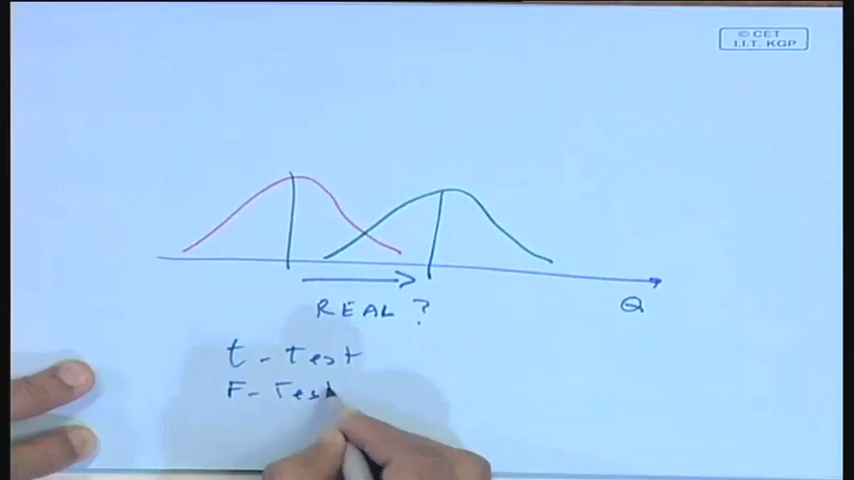 © CET
I.I.T. KGP
REAL ?
Q
t - Test
F - Test